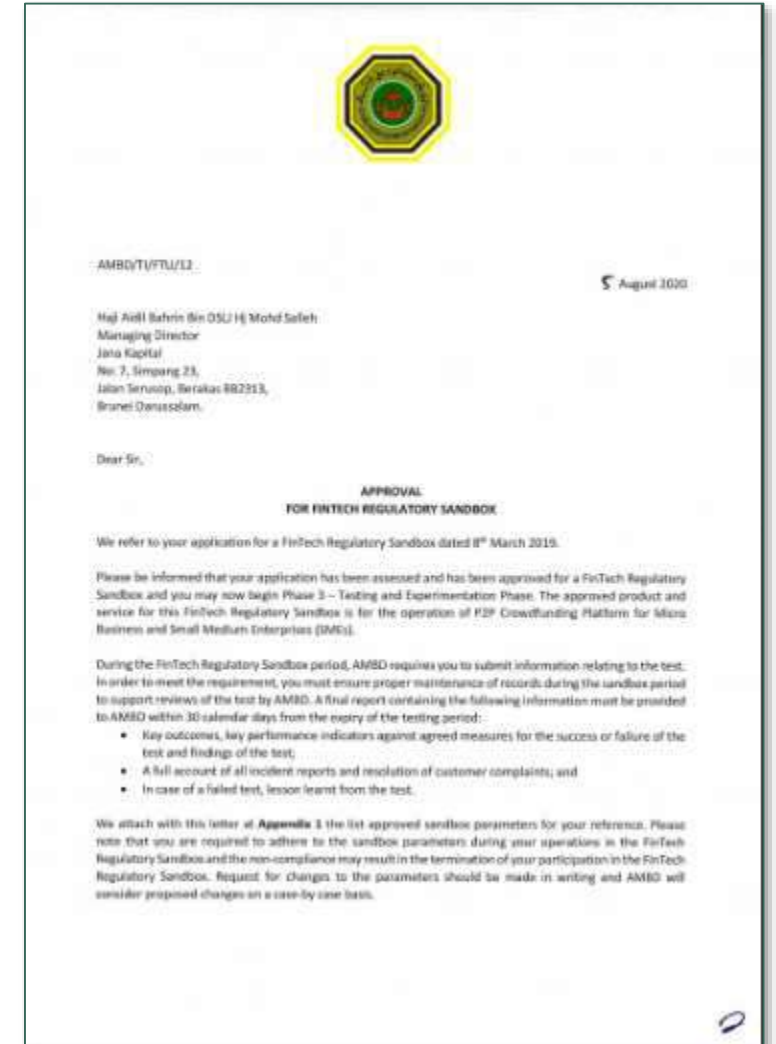 AMBD/TI/FTU/12
5 August 2020
Haji Aidil Bahrin Bin DSLJ Hj Mohd Salleh
Managing Director
Jana Kapital
No: 7, Simpang 23,
Jalan Serusop, Berakas BB2313,
Brunei Darussalam.
Dear Sir,
APPROVAL
FOR FINTECH REGULATORY SANDBOX
We refer to your application for a FinTech Regulatory Sandbox dated 8th March 2019.
Please be informed that your application has been assessed and has been approved for a FinTech Regulatory
Sandbox and you may now begin Phase 3 – Testing and Experimentation Phase. The approved product and
service for this FinTech Regulatory Sandbox is for the operation of P2P Crowdfunding Platform for Micro
Business and Small Medium Enterprises (SMEs).
During the FinTech Regulatory Sandbox period, AMBD requires you to submit information relating to the test.
In order to meet the requirement, you must ensure proper maintenance of records during the sandbox period
to support reviews of the test by AMBD. A final report containing the following information must be provided
to AMBD within 30 calendar days from the expiry of the testing period:
• Key outcomes, key performance indicators against agreed measures for the success or failure of the
test and findings of the test;
• A full account of all incident reports and resolution of customer complaints; and
• In case of a failed test, lesson learnt from the test.
We attach with this letter at Appendix 1 the list approved sandbox parameters for your reference. Please
note that you are required to adhere to the sandbox parameters during your operations in the FinTech
Regulatory Sandbox and the non-compliance may result in the termination of your participation in the FinTech
Regulatory Sandbox. Request for changes to the parameters should be made in writing and AMBD will
consider proposed changes on a case-by case basis.